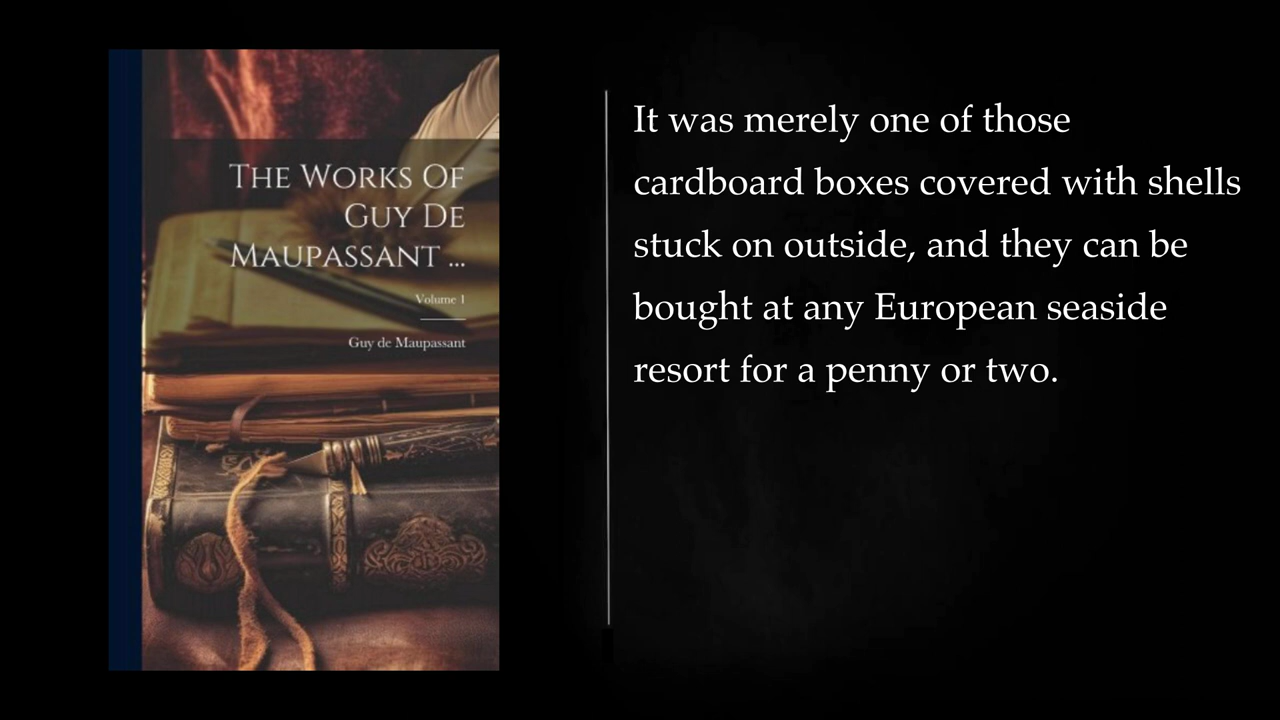 THE WORKS OF
GUY DE
MAUPASSANT ...
Volume 1
Guy de Maupassant
It was merely one of those
cardboard boxes covered with shells
stuck on outside, and they can be
bought at any European seaside
resort for a penny or two.